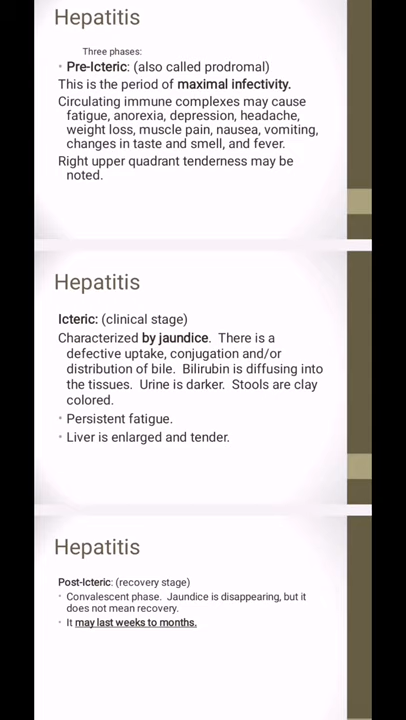 Hepatitis
Three phases:
• Pre-Icteric: (also called prodromal)
This is the period of maximal infectivity.
Circulating immune complexes may cause
fatigue, anorexia, depression, headache,
weight loss, muscle pain, nausea, vomiting,
changes in taste and smell, and fever.
Right upper quadrant tenderness may be
noted.
Hepatitis
Icteric: (clinical stage)
Characterized by jaundice. There is a
defective uptake, conjugation and/or
distribution of bile. Bilirubin is diffusing into
the tissues. Urine is darker. Stools are clay
colored.
• Persistent fatigue.
• Liver is enlarged and tender.
Hepatitis
Post-Icteric: (recovery stage)
• Convalescent phase. Jaundice is disappearing, but it
does not mean recovery.
• It may last weeks to months.